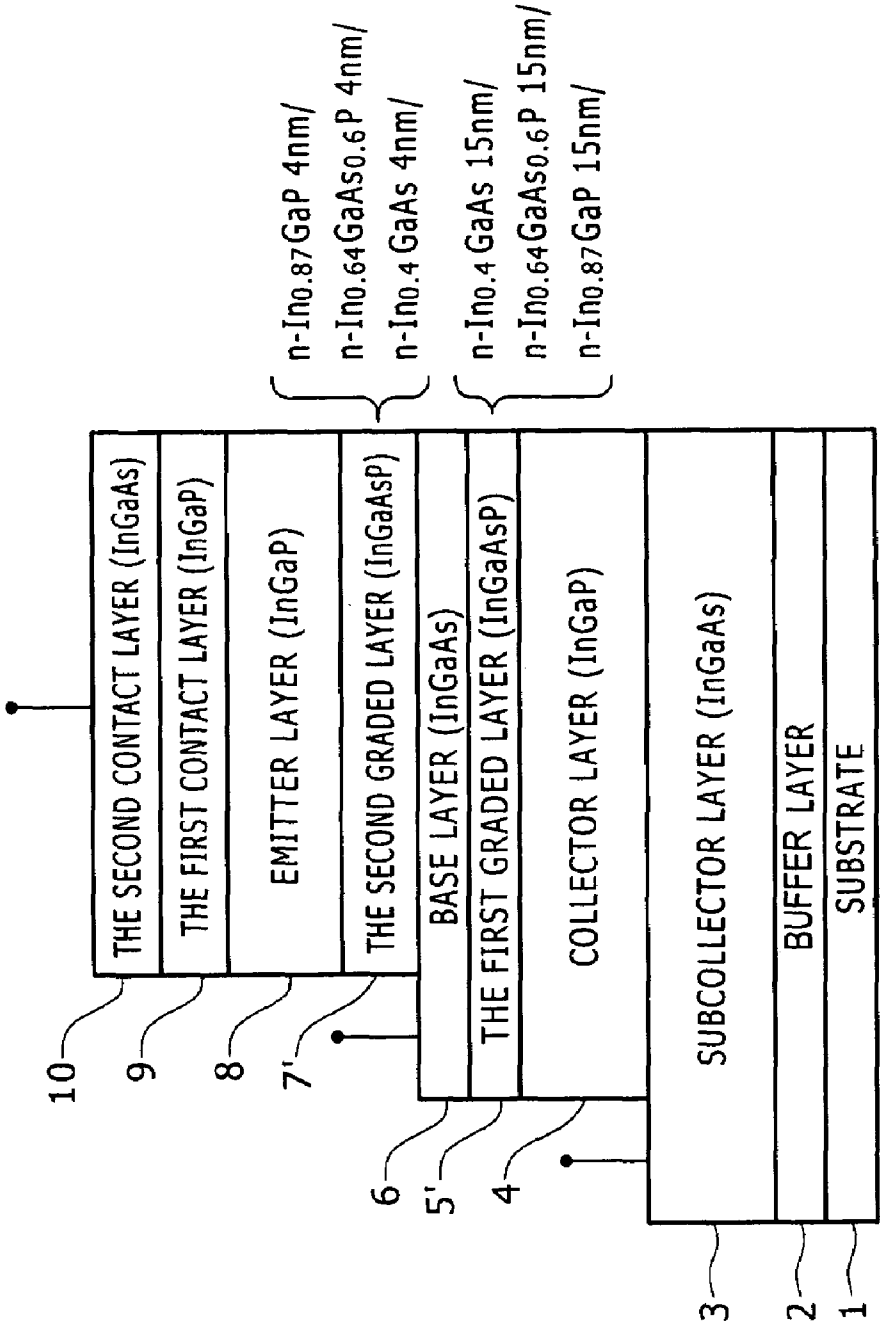 10
THE SECOND CONTACT LAYER (InGaAs)
9
THE FIRST CONTACT LAYER (InGaP)
8
EMITTER LAYER (InGaP)
7'
THE SECOND GRADED LAYER (InGaAsP)
n-In0.87GaP 4nm/
n-In0.64GaAs0.6P 4nm/
n-In0.4GaAs 4nm/
6
BASE LAYER (InGaAs)
5'
THE FIRST GRADED LAYER (InGaAsP)
n-In0.4GaAs 15nm/
n-In0.64GaAs0.6P 15nm/
n-In0.87GaP 15nm/
4
COLLECTOR LAYER (InGaP)
3
SUBCOLLECTOR LAYER (InGaAs)
2
BUFFER LAYER
1
SUBSTRATE